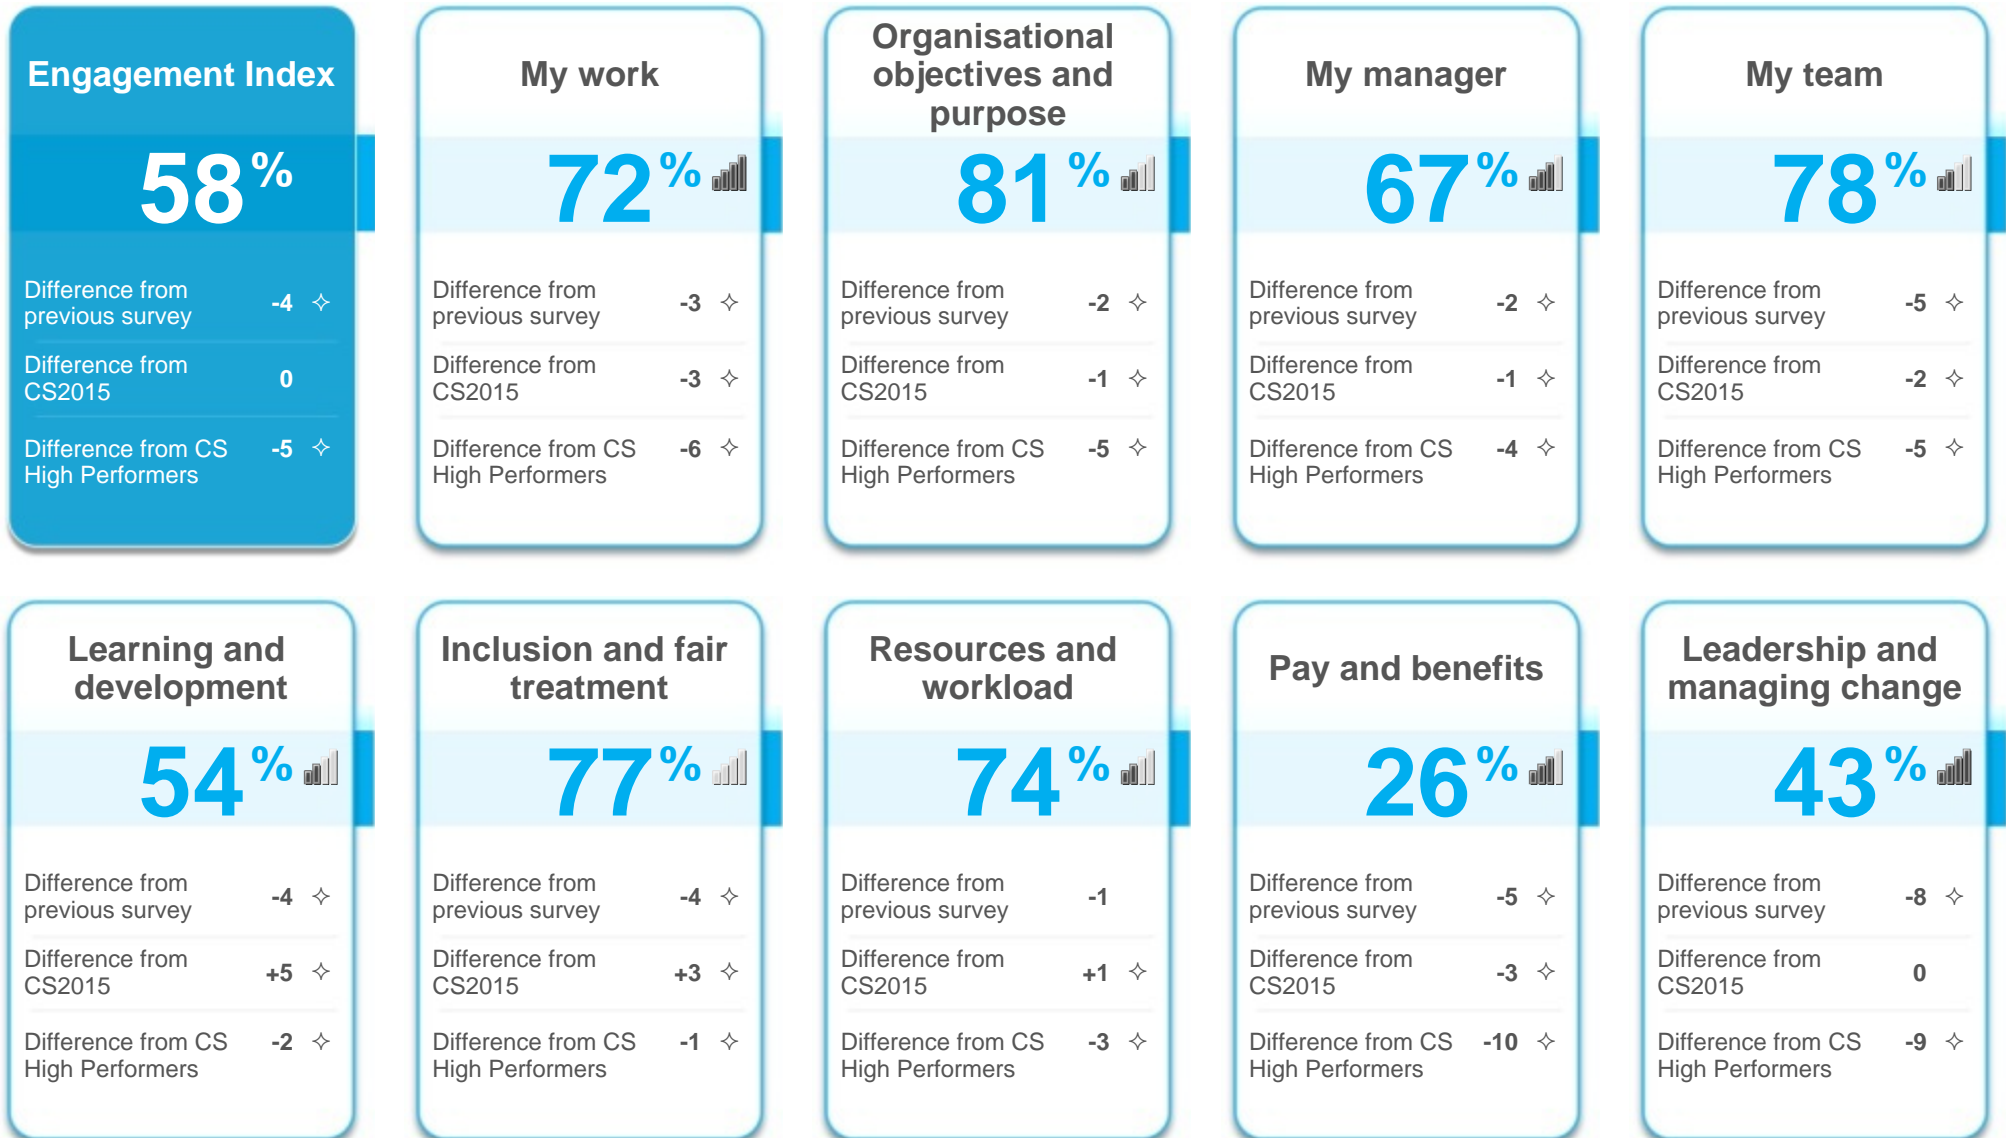 Engagement Index
58%
Difference from
previous survey
-4 ✧
Difference from
CS2015
0
Difference from CS
High Performers
-5 ✧
My work
72%
Difference from
previous survey
-3 ✧
Difference from
CS2015
-3 ✧
Difference from CS
High Performers
-6 ✧
Organisational
objectives and
purpose
81%
Difference from
previous survey
-2 ✧
Difference from
CS2015
-1 ✧
Difference from CS
High Performers
-5 ✧
My manager
67%
Difference from
previous survey
-2 ✧
Difference from
CS2015
-1 ✧
Difference from CS
High Performers
-4 ✧
My team
78%
Difference from
previous survey
-5 ✧
Difference from
CS2015
-2 ✧
Difference from CS
High Performers
-5 ✧
Learning and
development
54%
Difference from
previous survey
-4 ✧
Difference from
CS2015
+5 ✧
Difference from CS
High Performers
-2 ✧
Inclusion and fair
treatment
77%
Difference from
previous survey
-4 ✧
Difference from
CS2015
+3 ✧
Difference from CS
High Performers
-1 ✧
Resources and
workload
74%
Difference from
previous survey
-1
Difference from
CS2015
+1 ✧
Difference from CS
High Performers
-3 ✧
Pay and benefits
26%
Difference from
previous survey
-5 ✧
Difference from
CS2015
-3 ✧
Difference from CS
High Performers
-10 ✧
Leadership and
managing change
43%
Difference from
previous survey
-8 ✧
Difference from
CS2015
0
Difference from CS
High Performers
-9 ✧